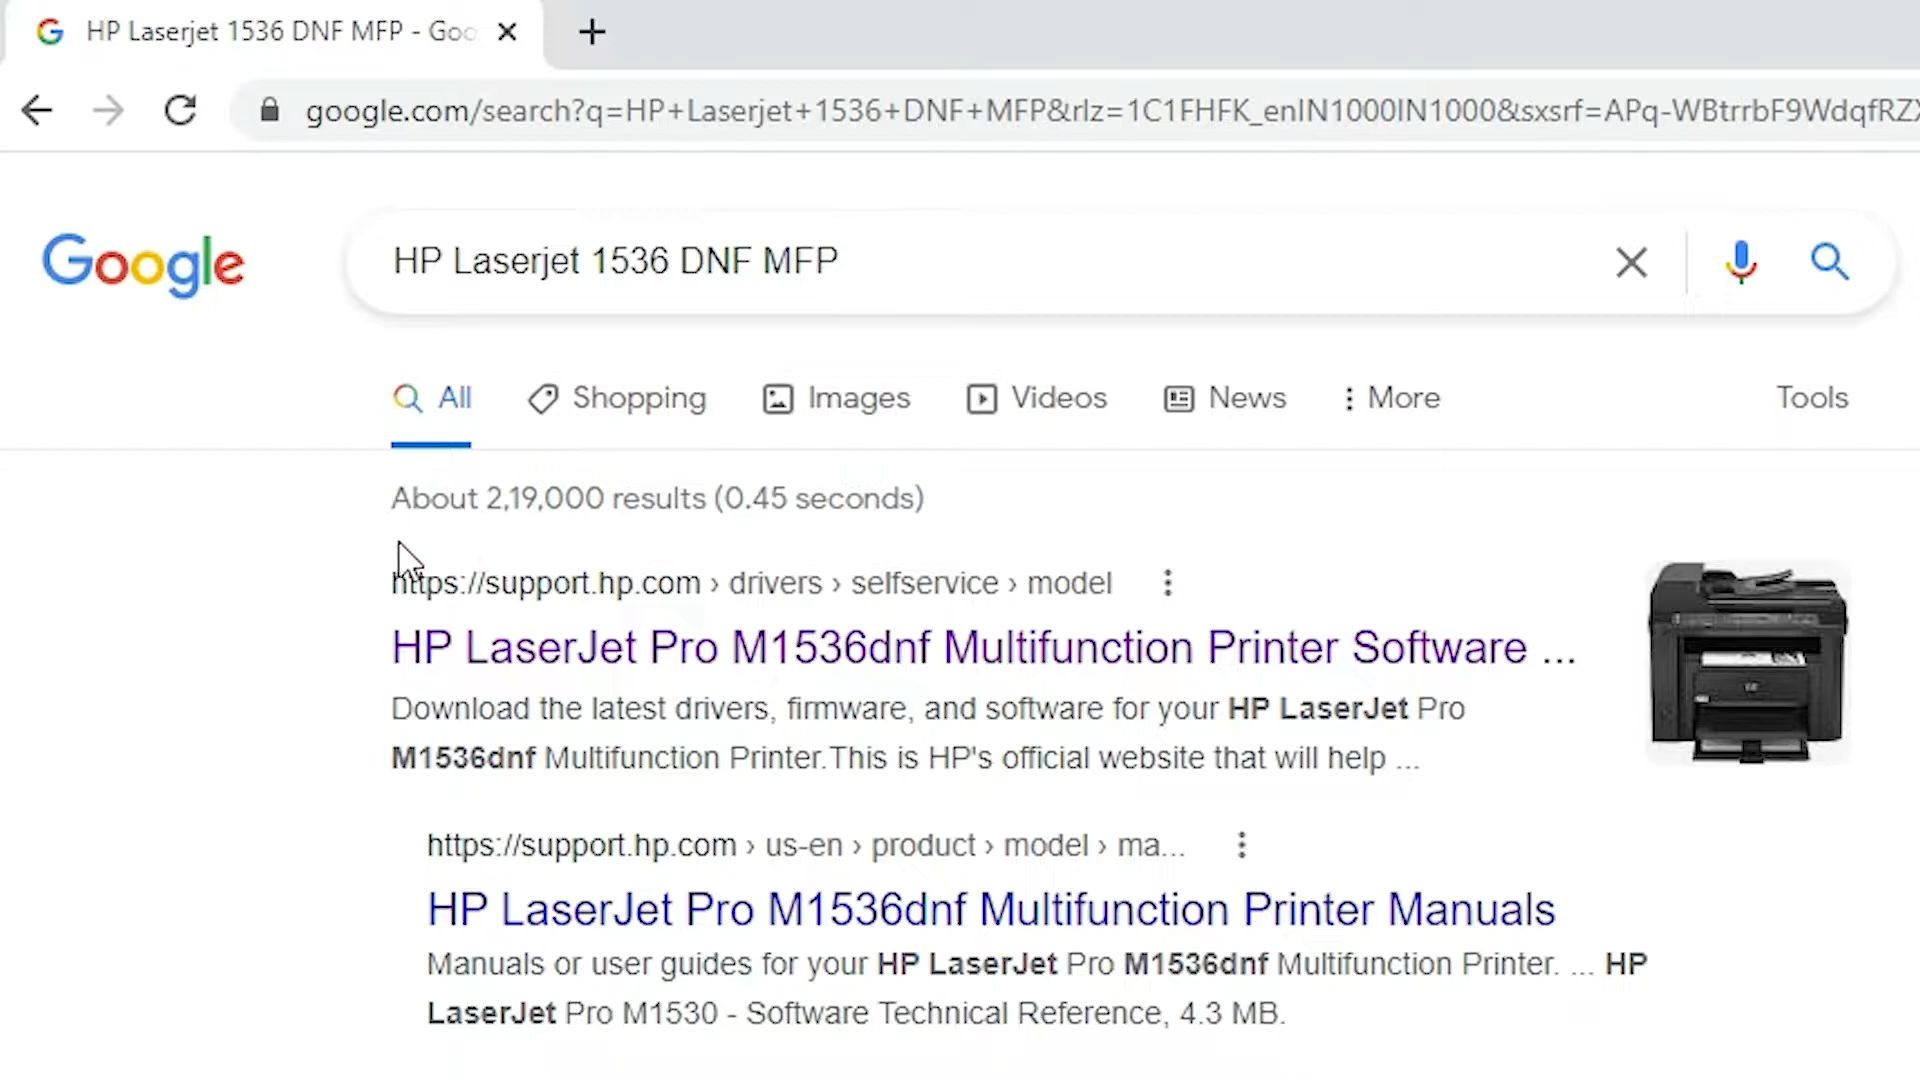 HP Laserjet 1536 DNF MFP - Goo
google.com/search?q=HP+Laserjet+1536+DNF+MFP&rlz=1C1FHFK_enIN1000IN1000&sxsrf=APq-WBtrrbF9WdqfRZX
Google
HP Laserjet 1536 DNF MFP
All Shopping Images Videos News More Tools
About 2,19,000 results (0.45 seconds)
https://support.hp.com › drivers › selfservice › model
HP LaserJet Pro M1536dnf Multifunction Printer Software ...
Download the latest drivers, firmware, and software for your HP LaserJet Pro
M1536dnf Multifunction Printer.This is HP's official website that will help ...
https://support.hp.com › us-en › product › model › ma...
HP LaserJet Pro M1536dnf Multifunction Printer Manuals
Manuals or user guides for your HP LaserJet Pro M1536dnf Multifunction Printer. ... HP
LaserJet Pro M1530 - Software Technical Reference, 4.3 MB.